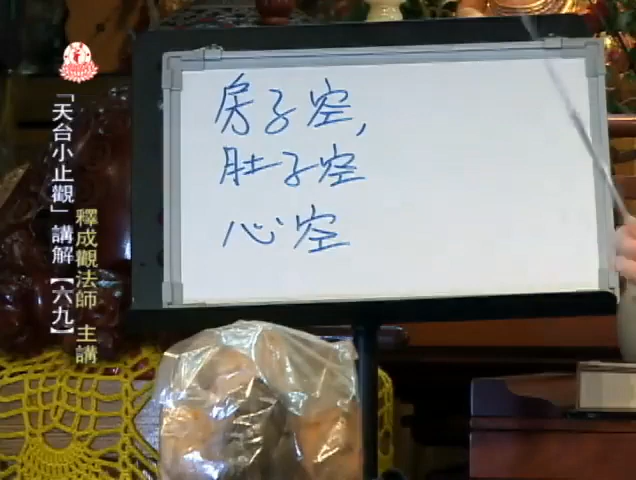 房子空,
肚子空
心空
「天台小止觀」講解【六九】
釋成觀法師 主講